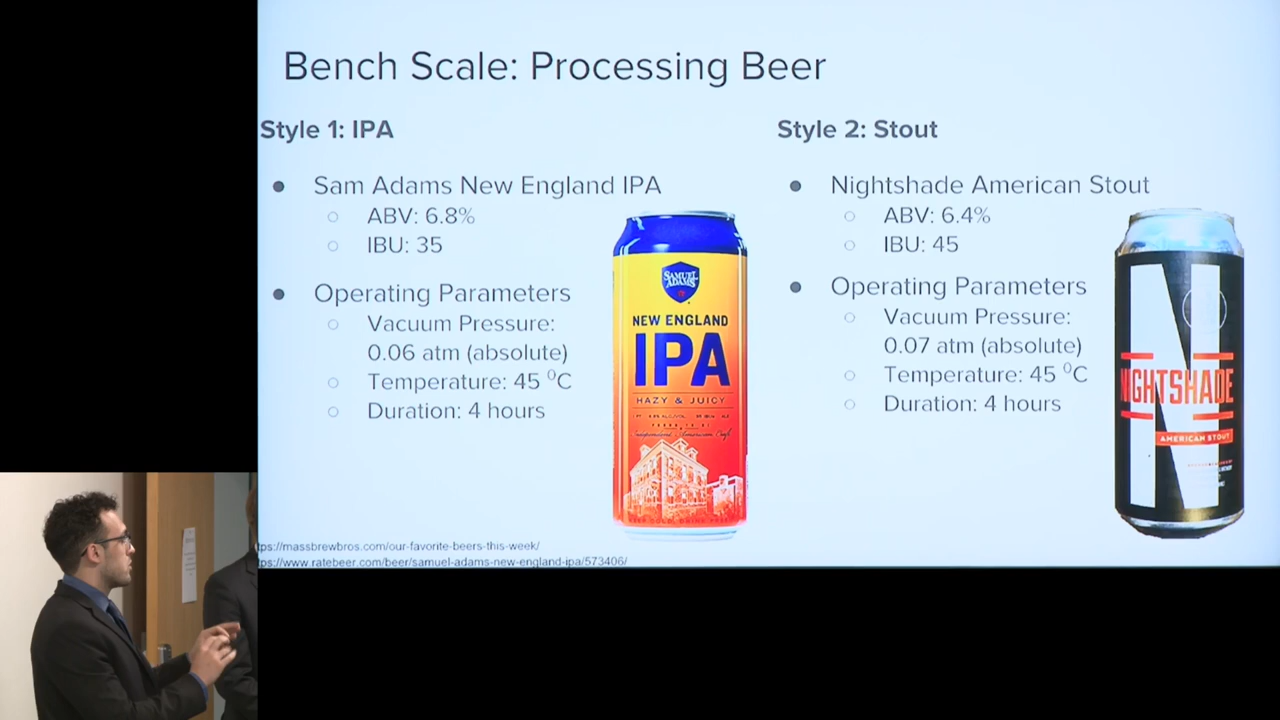 Bench Scale: Processing Beer
Style 1: IPA
● Sam Adams New England IPA
○ ABV: 6.8%
○ IBU: 35
● Operating Parameters
○ Vacuum Pressure:
0.06 atm (absolute)
○ Temperature: 45 ⁰C
○ Duration: 4 hours
Style 2: Stout
● Nightshade American Stout
○ ABV: 6.4%
○ IBU: 45
● Operating Parameters
○ Vacuum Pressure:
0.07 atm (absolute)
○ Temperature: 45 ⁰C
○ Duration: 4 hours
SAMUEL
ADAMS
NEW ENGLAND
IPA
HAZY & JUICY
N
NIGHTSHADE
AMERICAN STOUT
tps://massbrewbros.com/our-favorite-beers-this-week/
tps://www.ratebeer.com/beer/samuel-adams-new-england-ipa/573406/